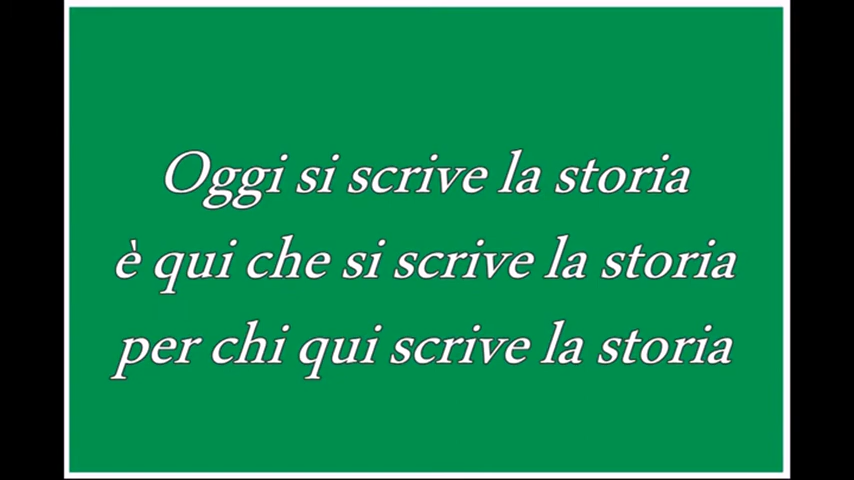 Oggi si scrive la storia
è qui che si scrive la storia
per chi qui scrive la storia